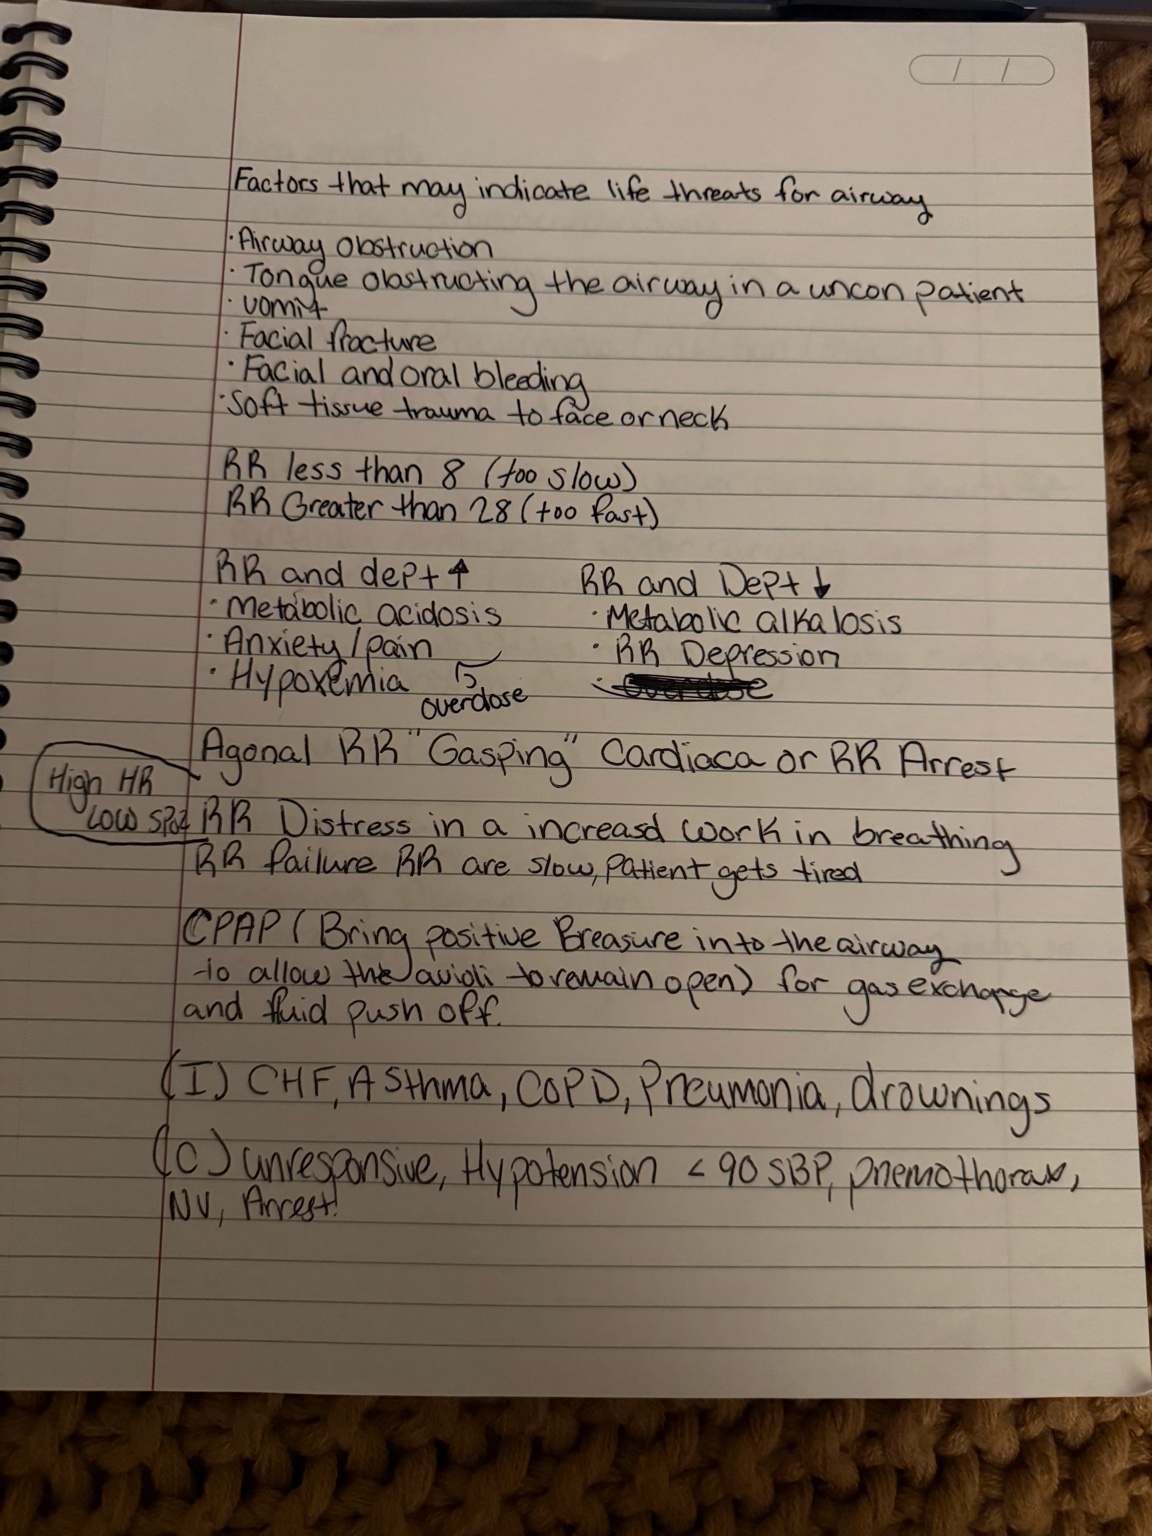 Factors that may indicate life threats for airway
·Airway obstruction
·Tongue obstructing the airway in a uncon patient
·vomit
·Facial fracture
·Facial and oral bleeding
·Soft tissue trauma to face or neck
RR less than 8 (too slow)
RR Greater than 28 (too fast)
RR and dept ↑
·Metabolic acidosis
·Anxiety/pain
·Hypoxemia
overdose
RR and Dept ↓
·Metabolic alkalosis
·RR Depression
Agonal RR "Gasping" Cardiaca or RR Arrest
High HR
Low SPO2
RR Distress in a increasd work in breathing
RR failure RR are slow, patient gets tired
CPAP ( Bring positive Breasure into the airway
to allow the avioli to remain open) for gas exchange
and fluid push off.
(I) CHF, ASthma, COPD, Pneumonia, drownings
(C) unresponsive, Hypotension < 90 SBP, pnemothorax,
NV, Arrest!